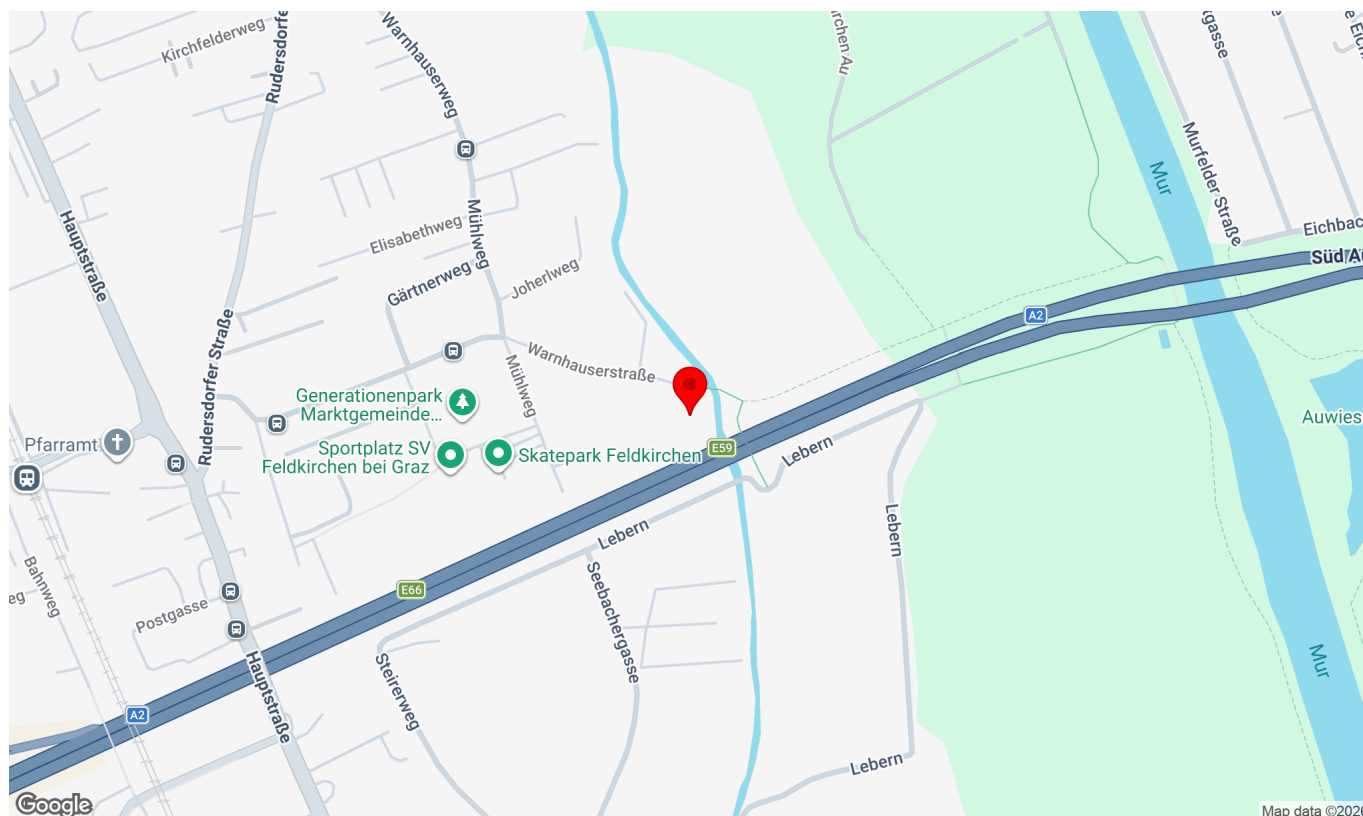 Kirchfelderweg
Rudersdorfer
Warnhauserweg
Mur
Murfelder Straße
Eichbac
Süd Au
Hauptstraße
Elisabethweg
Mühlweg
Gärtnerweg
Joherlweg
A2
Rudersdorfer Straße
Warnhauserstraße
Mühlweg
Generationenpark
Marktgemeinde...
Pfarramt
Sportplatz SV
Feldkirchen bei Graz
Skatepark Feldkirchen
E59
Lebern
Auwies
Lebern
Lebern
Bahnweg
E66
Seebachergasse
Postgasse
Steirerweg
Hauptstraße
Mur
A2
Lebern
Google
Map data ©2026